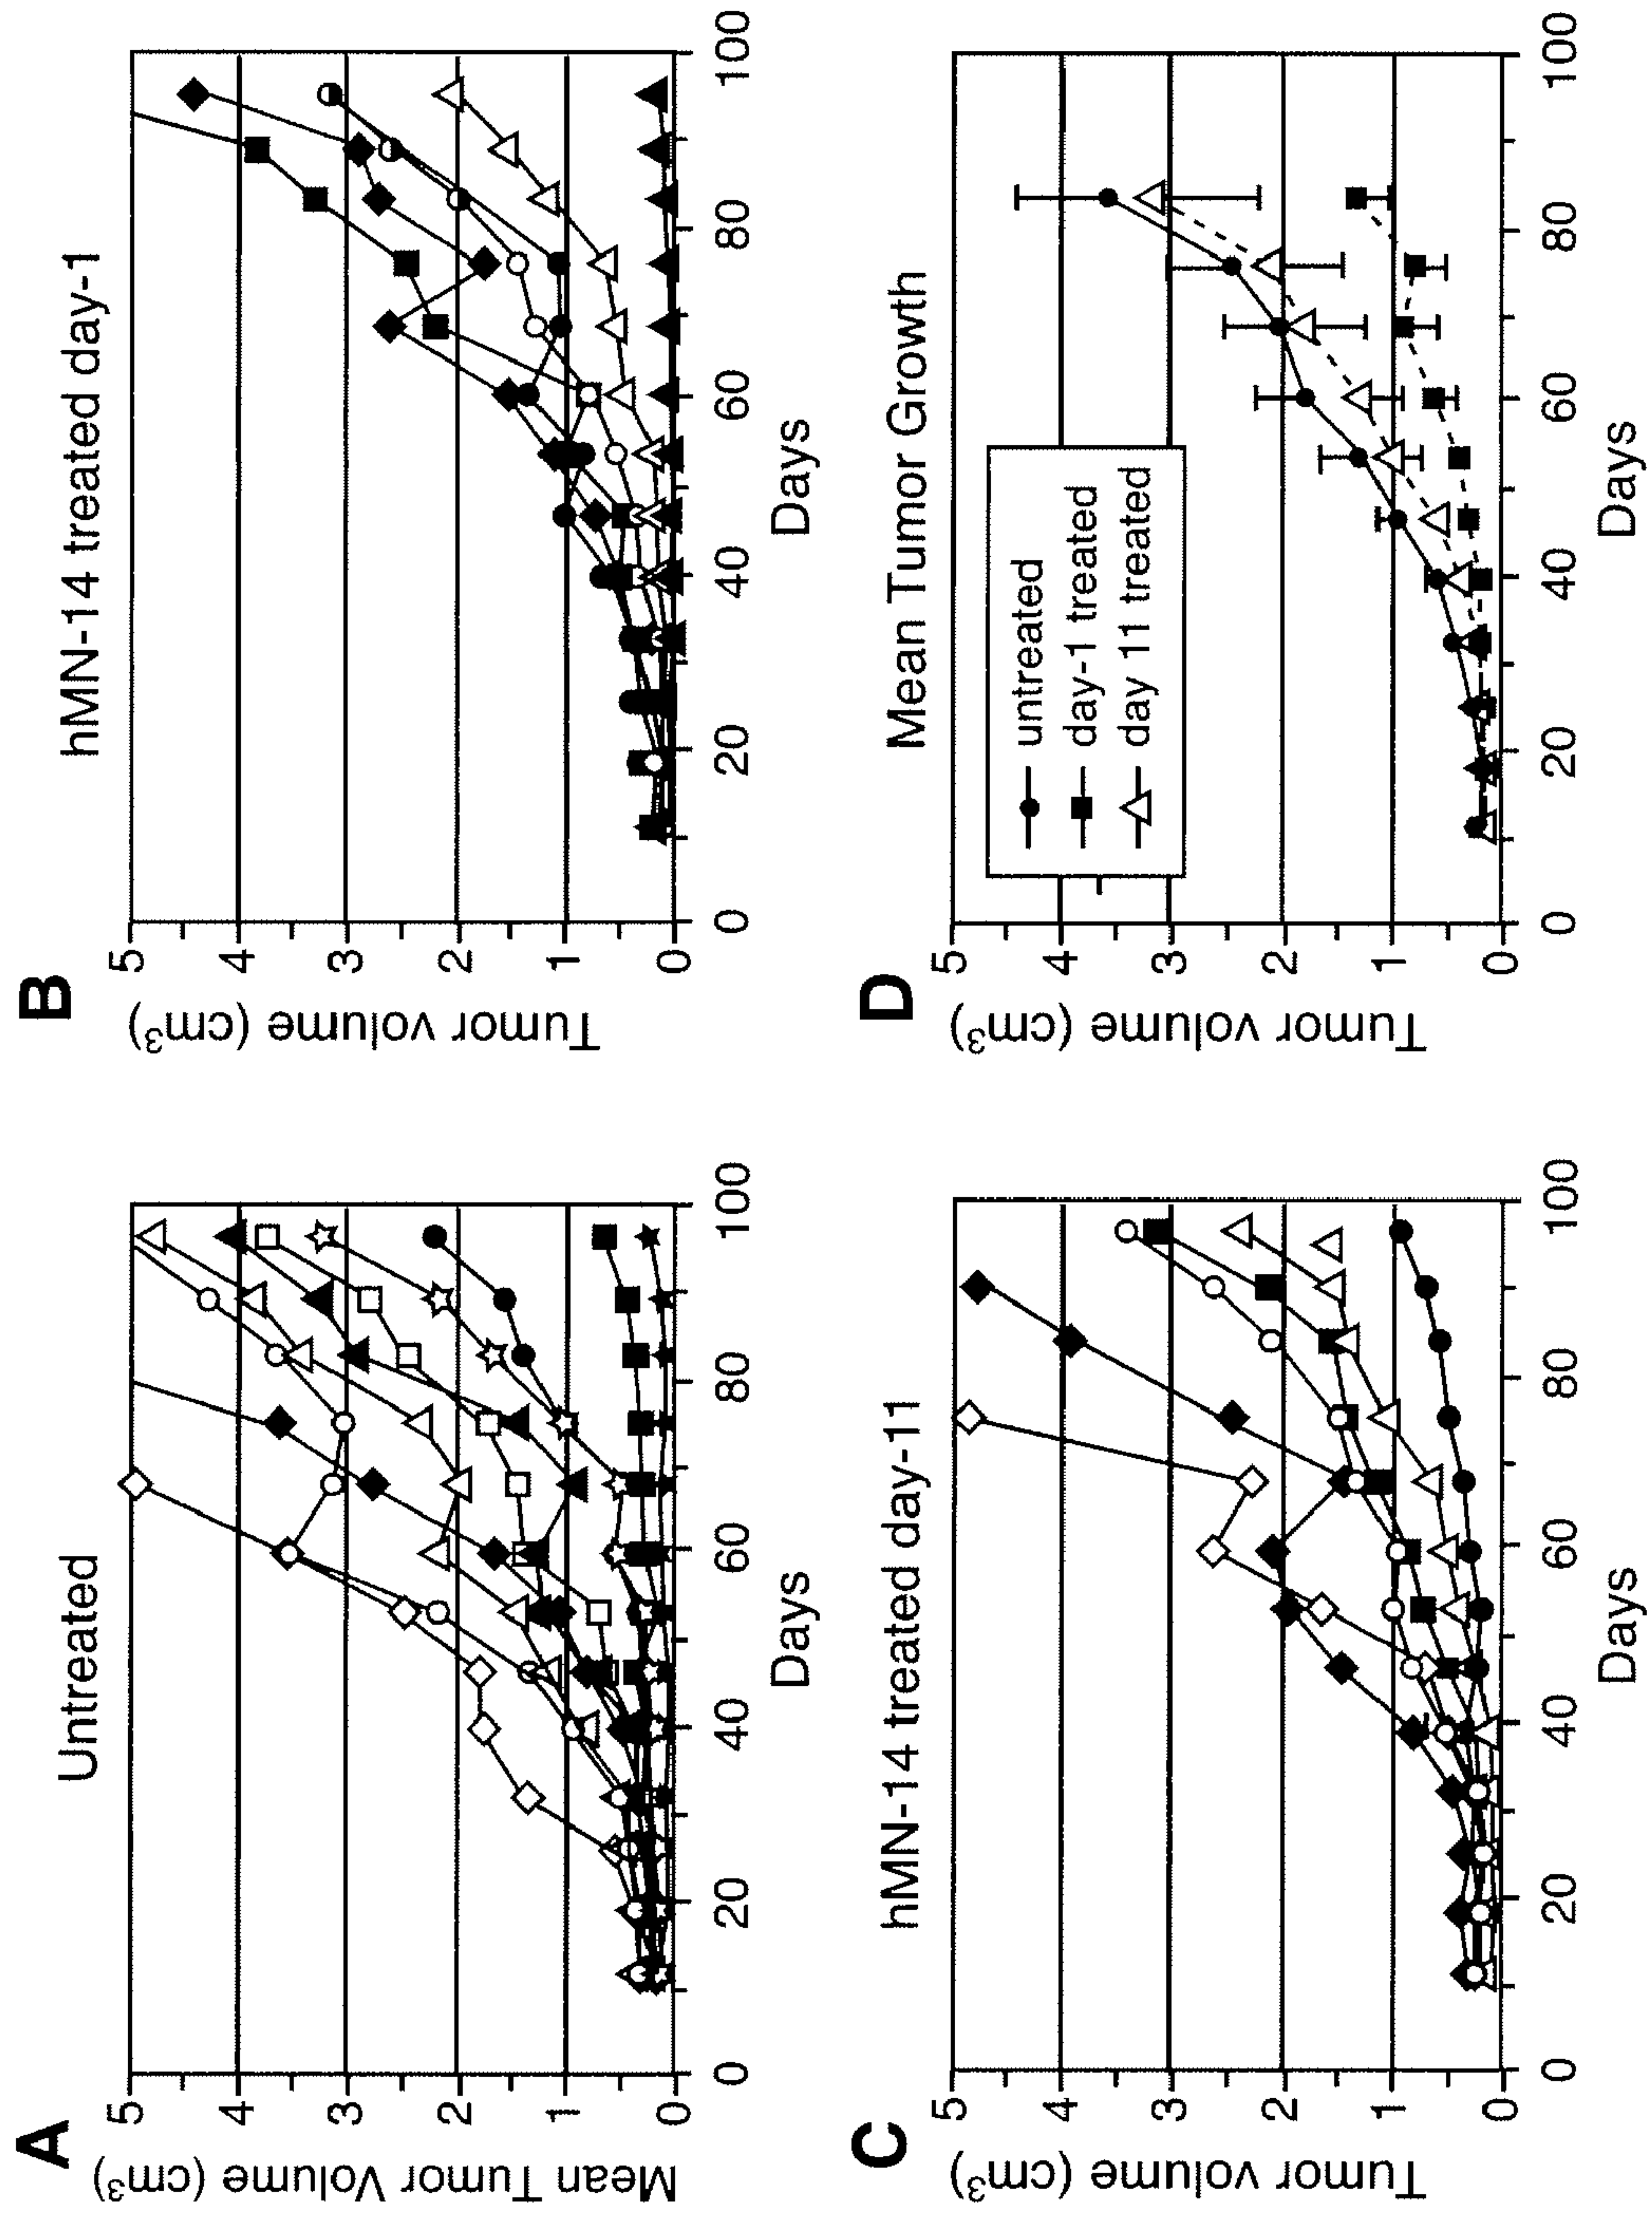 A
Untreated
Mean Tumor Volume (cm³)
5
4
3
2
1
0
0 20 40 60 80 100
Days
B
hMN-14 treated day-1
Tumor volume (cm³)
5
4
3
2
1
0
0 20 40 60 80 100
Days
C
hMN-14 treated day-11
Tumor volume (cm³)
5
4
3
2
1
0
0 20 40 60 80 100
Days
D
Mean Tumor Growth
untreated
day-1 treated
day 11 treated
Tumor volume (cm³)
5
4
3
2
1
0
0 20 40 60 80 100
Days